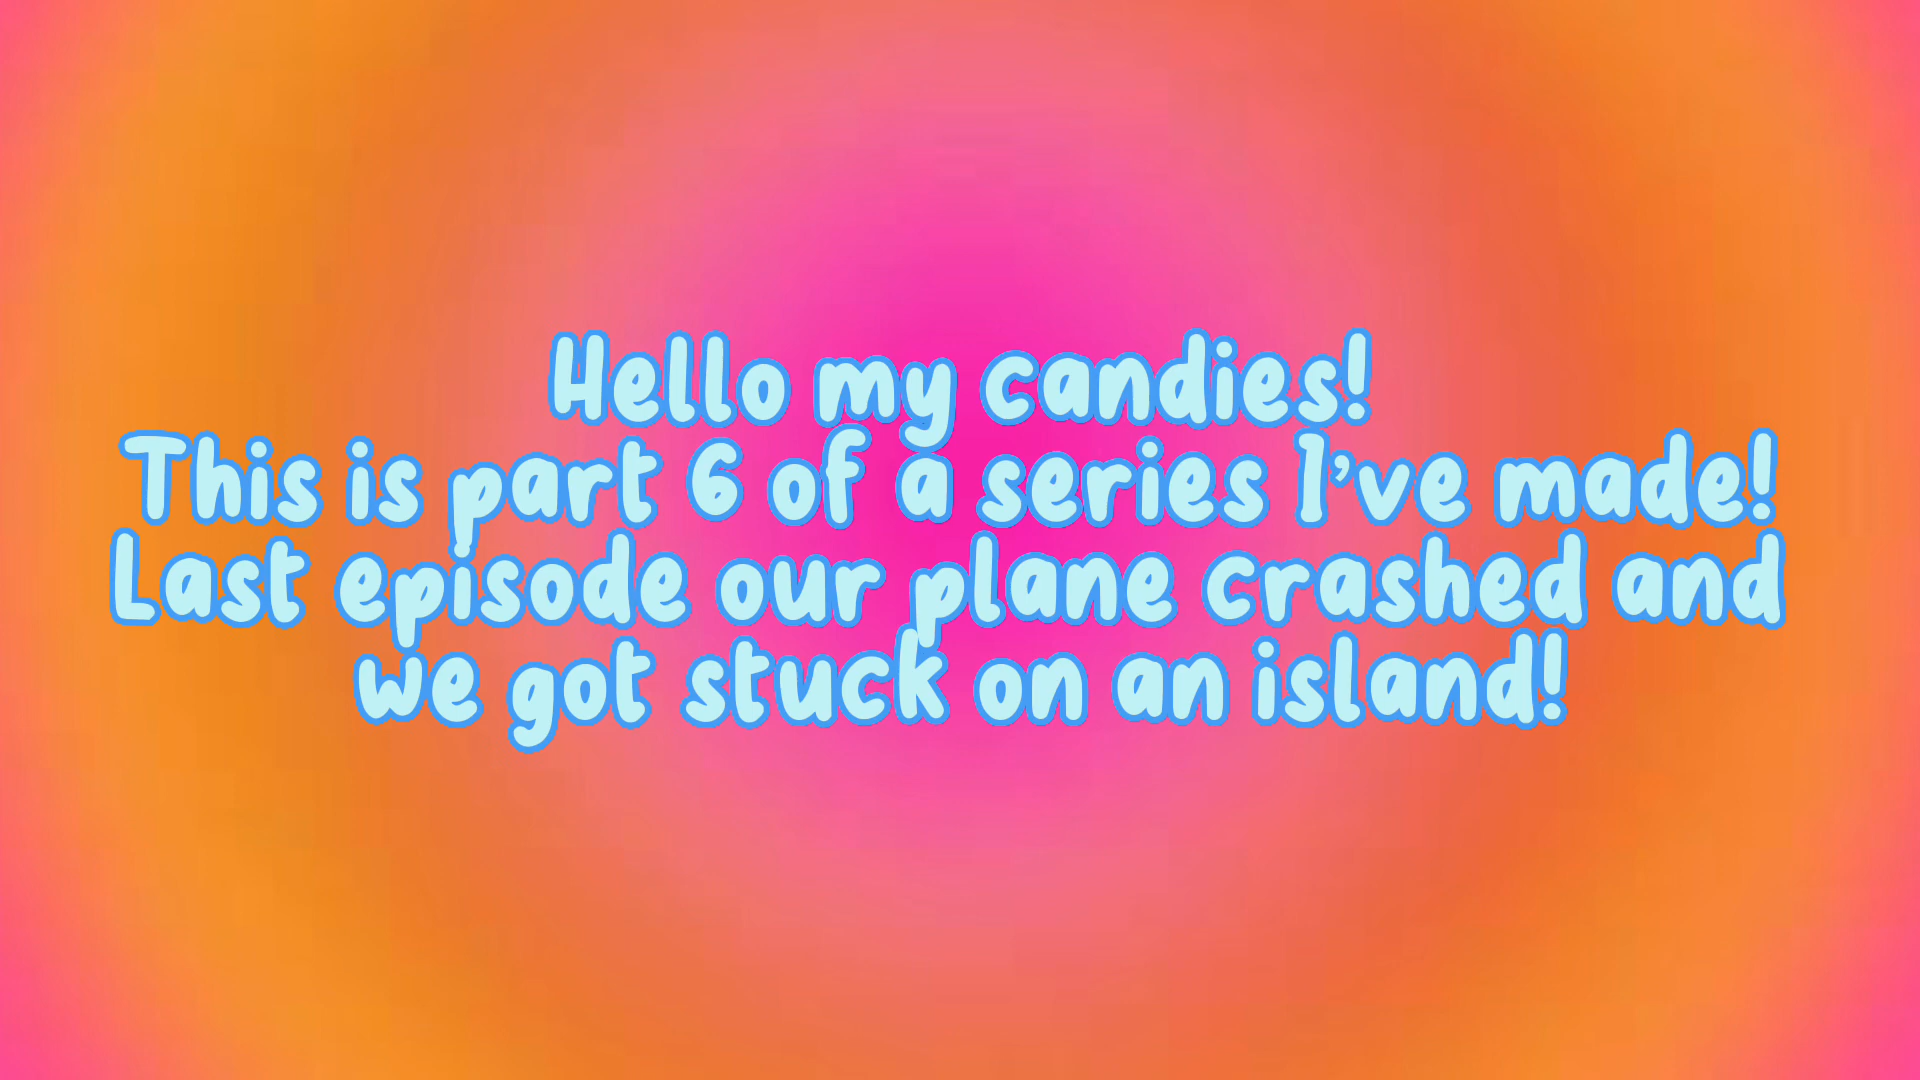 Hello my candies!
This is part 6 of a series I've made!
Last episode our plane crashed and
we got stuck on an island!